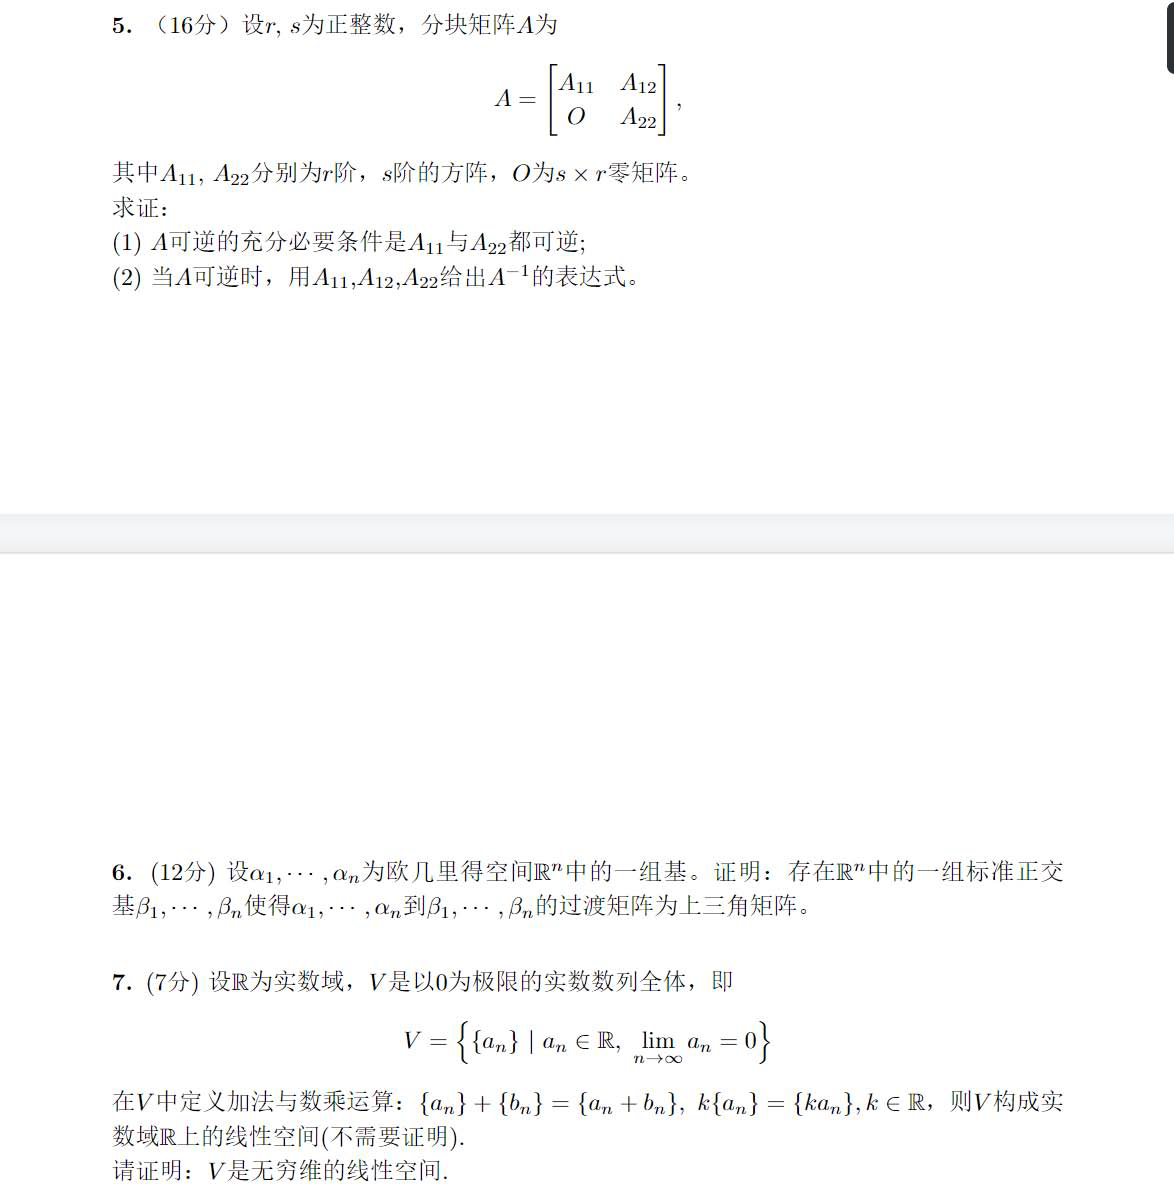 5. （16分）设r, s为正整数，分块矩阵A为
A = [A₁₁ A₁₂
O A₂₂],
其中A₁₁, A₂₂分别为r阶，s阶的方阵，O为s × r零矩阵。
求证：
(1) A可逆的充分必要条件是A₁₁与A₂₂都可逆;
(2) 当A可逆时，用A₁₁,A₁₂,A₂₂给出A⁻¹的表达式。
6. (12分) 设α₁, ··· , αₙ为欧几里得空间ℝⁿ中的一组基。证明：存在ℝⁿ中的一组标准正交
基β₁, ··· , βₙ使得α₁, ··· , αₙ到β₁, ··· , βₙ的过渡矩阵为上三角矩阵。
7. (7分) 设ℝ为实数域，V是以0为极限的实数数列全体，即
V = {{aₙ} | aₙ ∈ ℝ, lim n→∞ aₙ = 0}
在V中定义加法与数乘运算：{aₙ} + {bₙ} = {aₙ + bₙ}, k{aₙ} = {kaₙ}, k ∈ ℝ，则V构成实
数域ℝ上的线性空间(不需要证明).
请证明：V是无穷维的线性空间.